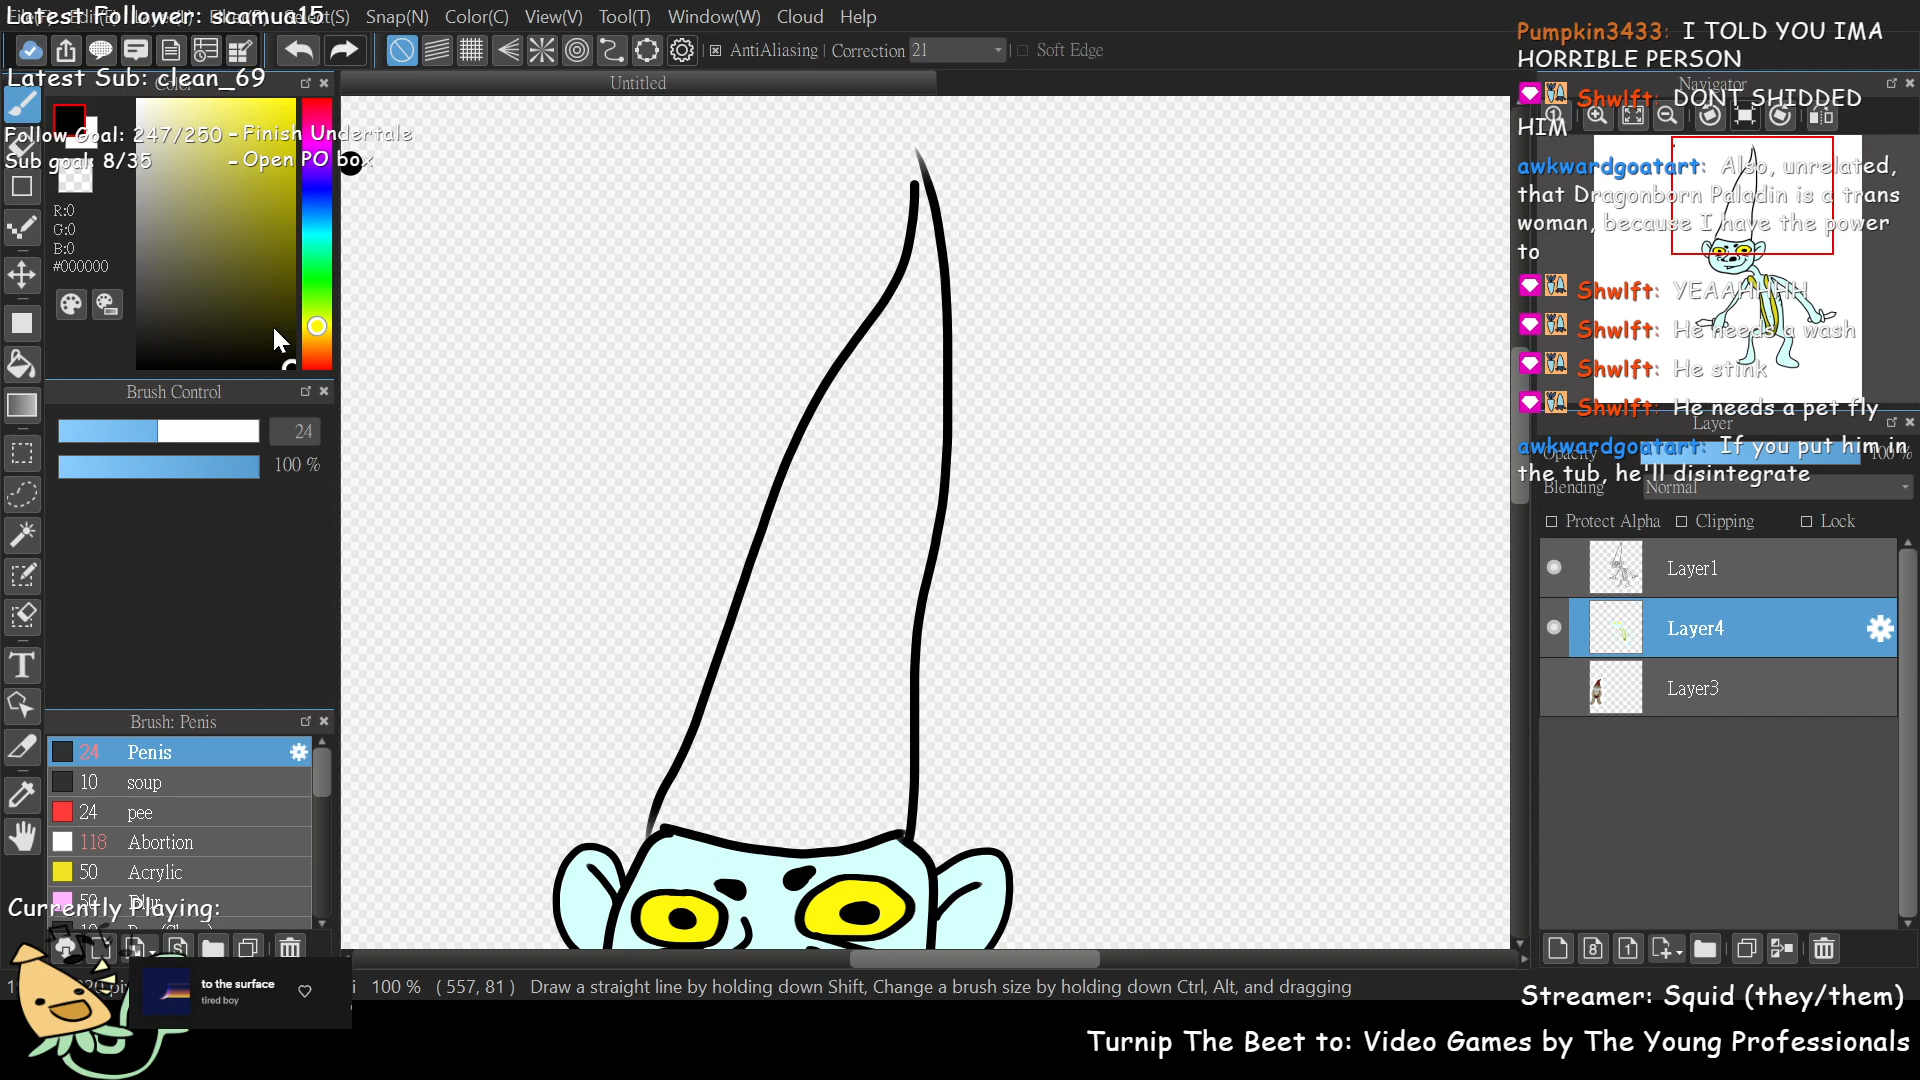 Latest Follower: scamus15
Select(S) Snap(N) Color(C) View(V) Tool(T) Window(W) Cloud Help
AntiAliasing Correction 21 Soft Edge
Latest Sub: clean_69
Color
Untitled
Follow Goal: 247/250 - Finish Undertale
Sub goal: 8/35 - Open PO box
R:0
G:0
B:0
#000000
Brush Control
24
100 %
Brush: Penis
24 Penis
10 soup
24 pee
118 Abortion
50 Acrylic
50 Blur
Currently Playing:
to the surface
tired boy
100 % ( 557, 81 ) Draw a straight line by holding down Shift, Change a brush size by holding down Ctrl, Alt, and dragging
Pumpkin3433: I TOLD YOU IMA
HORRIBLE PERSON
Navigator
Shwlft: DONT SHIDDED
HIM
awkwardgoatart: Also, unrelated,
that Dragonborn Paladin is a trans
woman, because I have the power
to
Shwlft: YEAAHHHH
Shwlft: He needs a wash
Shwlft: He stink
Shwlft: He needs a pet fly
Layer
awkwardgoatart: If you put him in
the tub, he'll disintegrate
Opacity 100 %
Blending Normal
Protect Alpha Clipping Lock
Layer1
Layer4
Layer3
Streamer: Squid (they/them)
Turnip The Beet to: Video Games by The Young Professionals